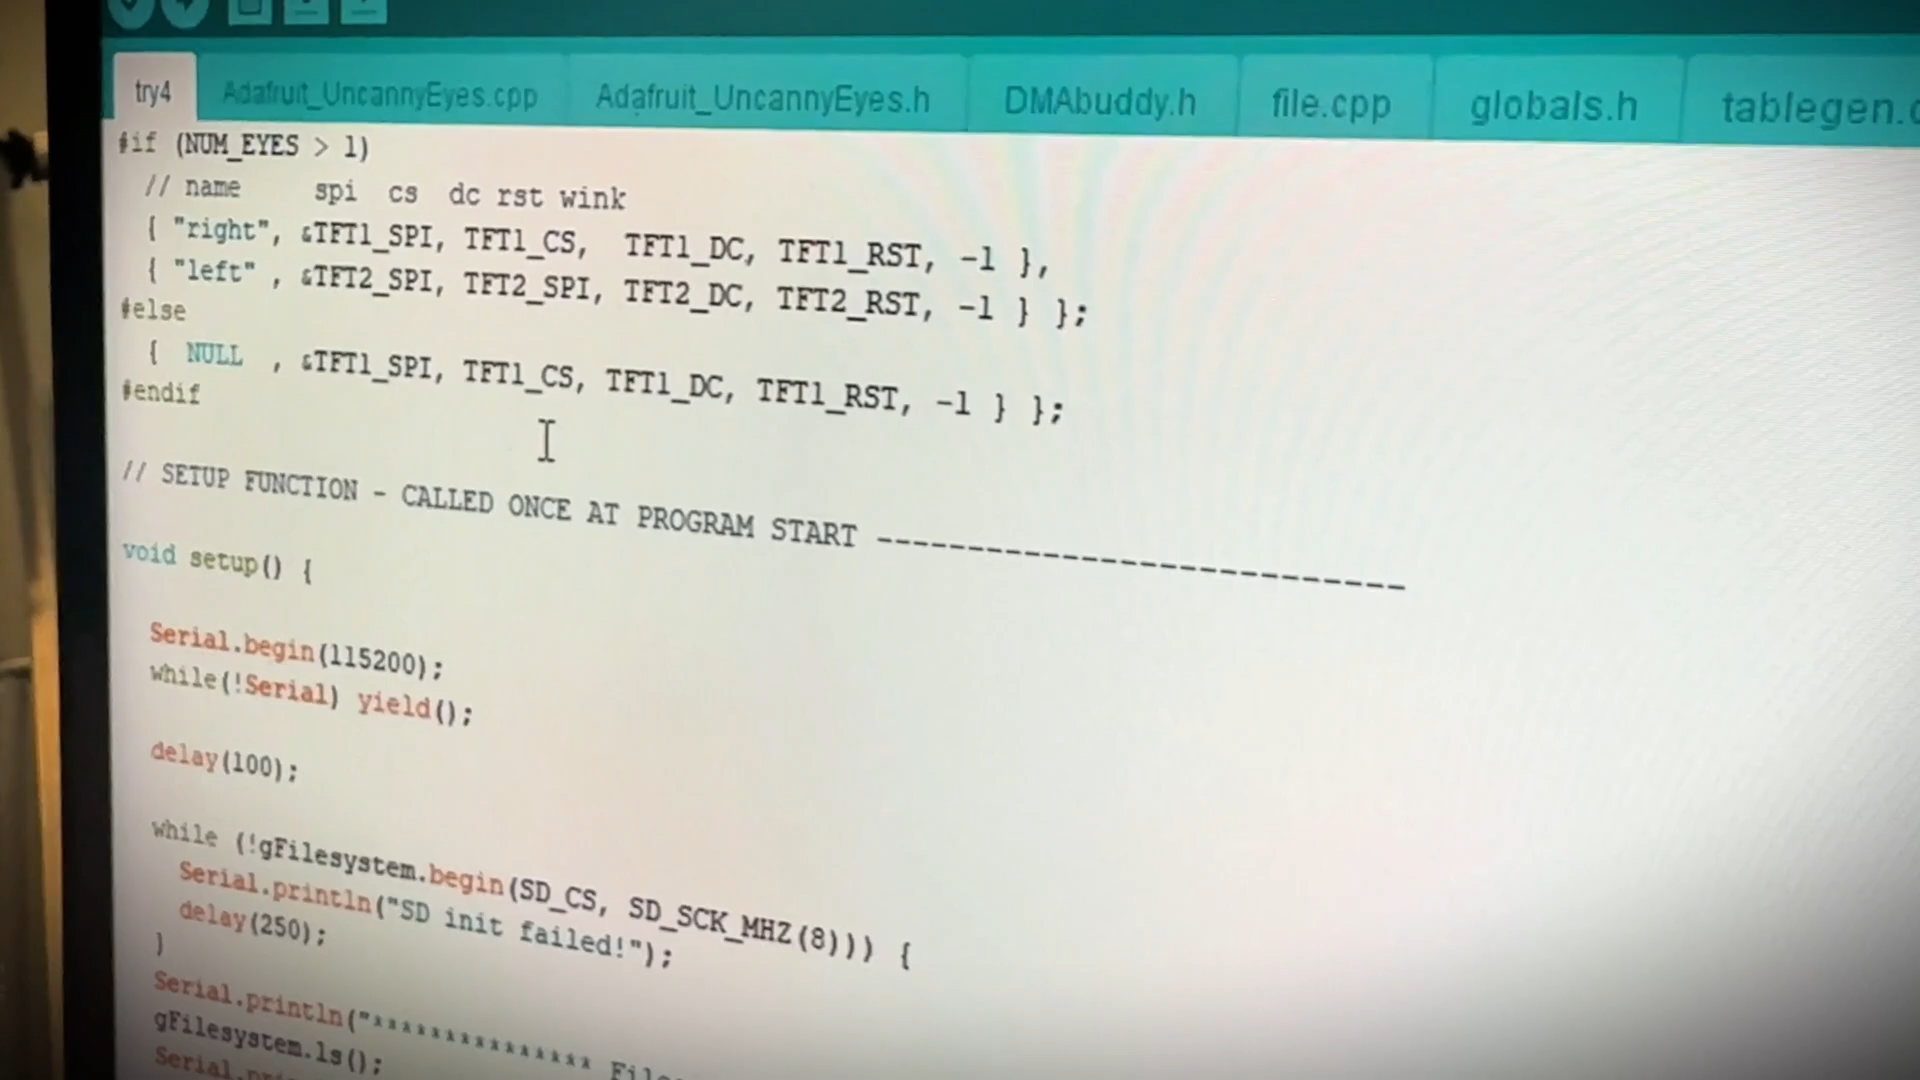 try4 Adafruit_UncannyEyes.cpp Adafruit_UncannyEyes.h DMAbuddy.h file.cpp globals.h
#if (NUM_EYES > 1)
// name spi cs dc rst wink
{ "right", &TFT1_SPI, TFT1_CS, TFT1_DC, TFT1_RST, -1 },
{ "left" , &TFT2_SPI, TFT2_SPI, TFT2_DC, TFT2_RST, -1 } };
#else
{ NULL , &TFT1_SPI, TFT1_CS, TFT1_DC, TFT1_RST, -1 } };
#endif
// SETUP FUNCTION - CALLED ONCE AT PROGRAM START -----------------------------------
void setup() {
Serial.begin(115200);
while(!Serial) yield();
delay(100);
while (!gFilesystem.begin(SD_CS, SD_SCK_MHZ(8))) {
Serial.println("SD init failed!");
delay(250);
}
Serial.println("***************
gFilesystem.ls();